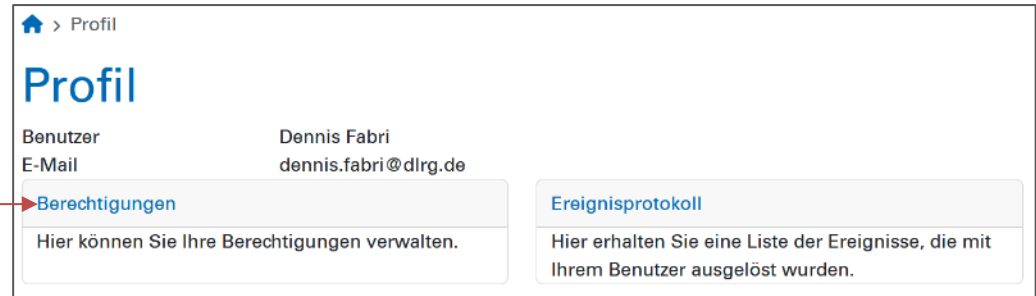 > Profil
Profil
Benutzer Dennis Fabri
E-Mail dennis.fabri@dlrg.de
Berechtigungen
Hier können Sie Ihre Berechtigungen verwalten.
Ereignisprotokoll
Hier erhalten Sie eine Liste der Ereignisse, die mit
Ihrem Benutzer ausgelöst wurden.